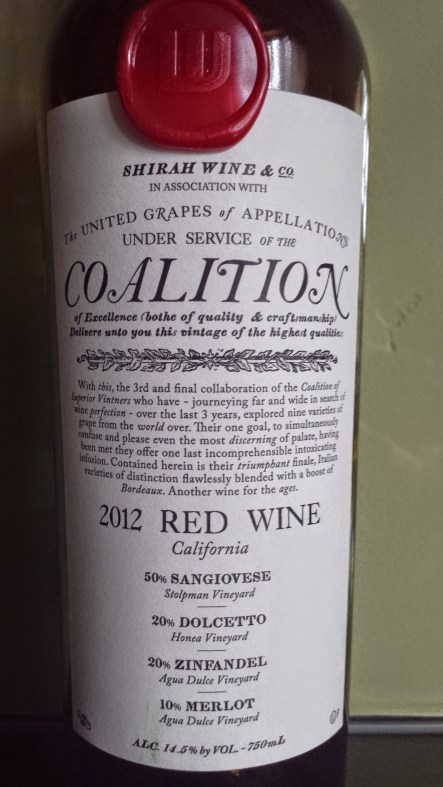 W
SHIRAH WINE & CO
IN ASSOCIATION WITH
The UNITED GRAPES of APPELLATIONS
UNDER SERVICE OF THE
COALITION
of Excellence (bothe of quality & craftsmanship)
Delivere unto you this vintage of the highest qualities
With this, the 3rd and final collaboration of the Coalition of
Superior Vintners who have - journeying far and wide in search of
wine perfection - over the last 3 years, explored nine varieties of
grape from the world over. Their one goal, to simultaneously
confuse and please even the most discerning of palate, having
been met they offer one last incomprehensible intoxicating
infusion. Contained herein is their triumphant finale, Italian
varieties of distinction flawlessly blended with a boost of
Bordeaux. Another wine for the ages.
2012 RED WINE
California
50% SANGIOVESE
Stolpman Vineyard
20% DOLCETTO
Honea Vineyard
20% ZINFANDEL
Agua Dulce Vineyard
10% MERLOT
Agua Dulce Vineyard
ALC. 14.5% by VOL. - 750mL